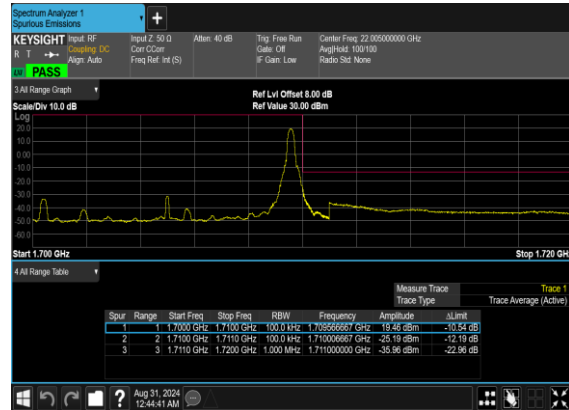 Spectrum Analyzer 1
Spurious Emissions
KEYSIGHT Input: RF Input Z: 50 Ω Atten: 40 dB Trig: Free Run Center Freq: 22.005000000 GHz
R T Coupling: DC Corr CCorr Gate: Off Avg|Hold: 100/100
Align: Auto Freq Ref: Int (S) IF Gain: Low Radio Std: None
PASS
3 All Range Graph
Ref Lvl Offset 8.00 dB
Scale/Div 10.0 dB Ref Value 30.00 dBm
Log
20.0
10.0
0.00
-10.0
-20.0
-30.0
-40.0
-50.0
-60.0
Start 1.700 GHz Stop 1.720 GH
4 All Range Table
Measure Trace Trace 1
Trace Type Trace Average (Active)
Spur Range Start Freq Stop Freq RBW Frequency Amplitude ΔLimit
1 1 1.7000 GHz 1.7100 GHz 100.0 kHz 1.709566667 GHz 19.46 dBm -10.54 dB
2 2 1.7100 GHz 1.7110 GHz 100.0 kHz 1.710006667 GHz -25.19 dBm -12.19 dB
3 3 1.7110 GHz 1.7200 GHz 1.000 MHz 1.711000000 GHz -35.96 dBm -22.96 dB
? Aug 31, 2024
12:44:41 AM